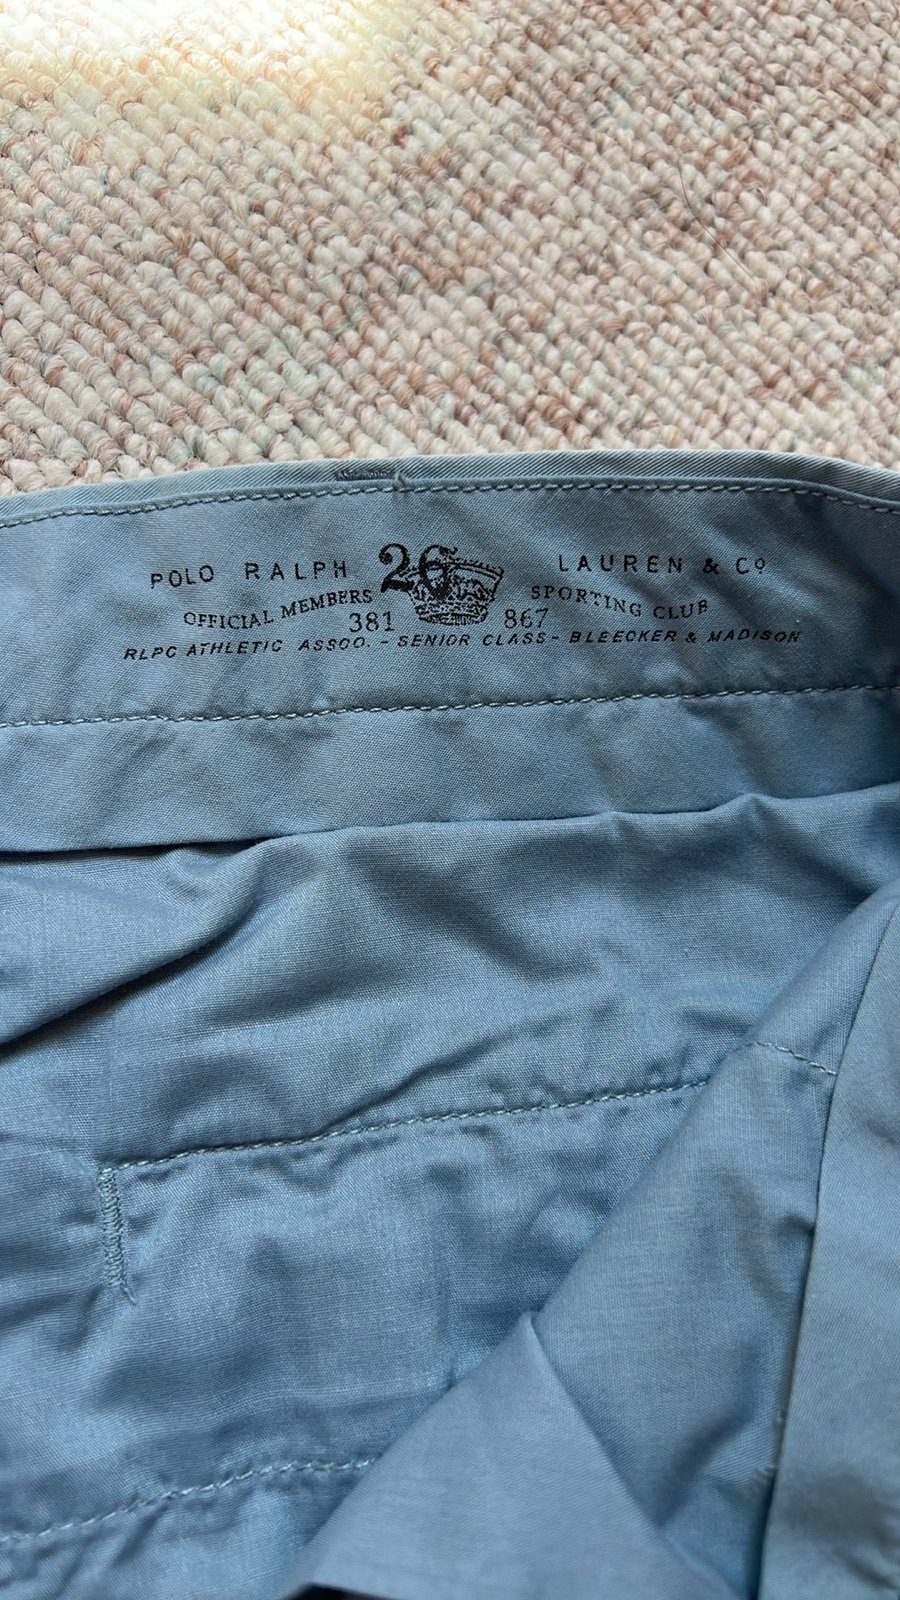 POLO RALPH 26 LAUREN & Cº
OFFICIAL MEMBERS SPORTING CLUB
381 867
RLPC ATHLETIC ASSOO. - SENIOR CLASS - BLEECKER & MADISON